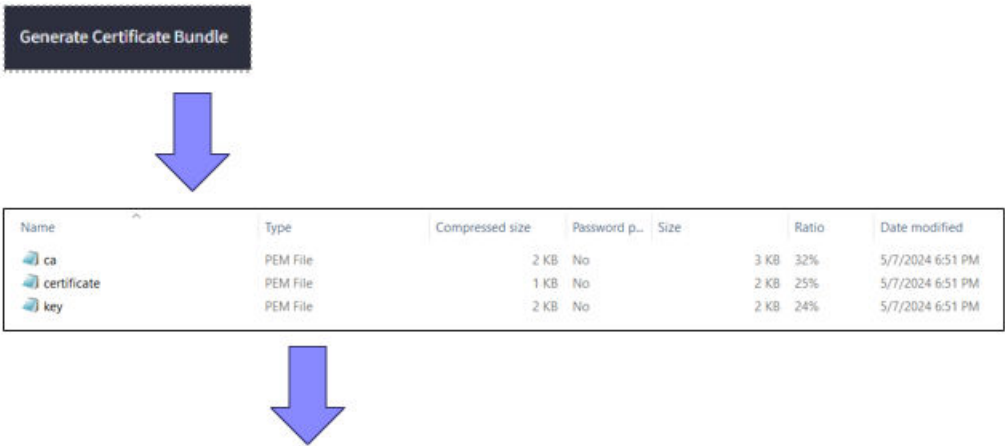 Generate Certificate Bundle
Name Type Compressed size Password p... Size Ratio Date modified
ca PEM File 2 KB No 3 KB 32% 5/7/2024 6:51 PM
certificate PEM File 1 KB No 2 KB 25% 5/7/2024 6:51 PM
key PEM File 2 KB No 2 KB 24% 5/7/2024 6:51 PM